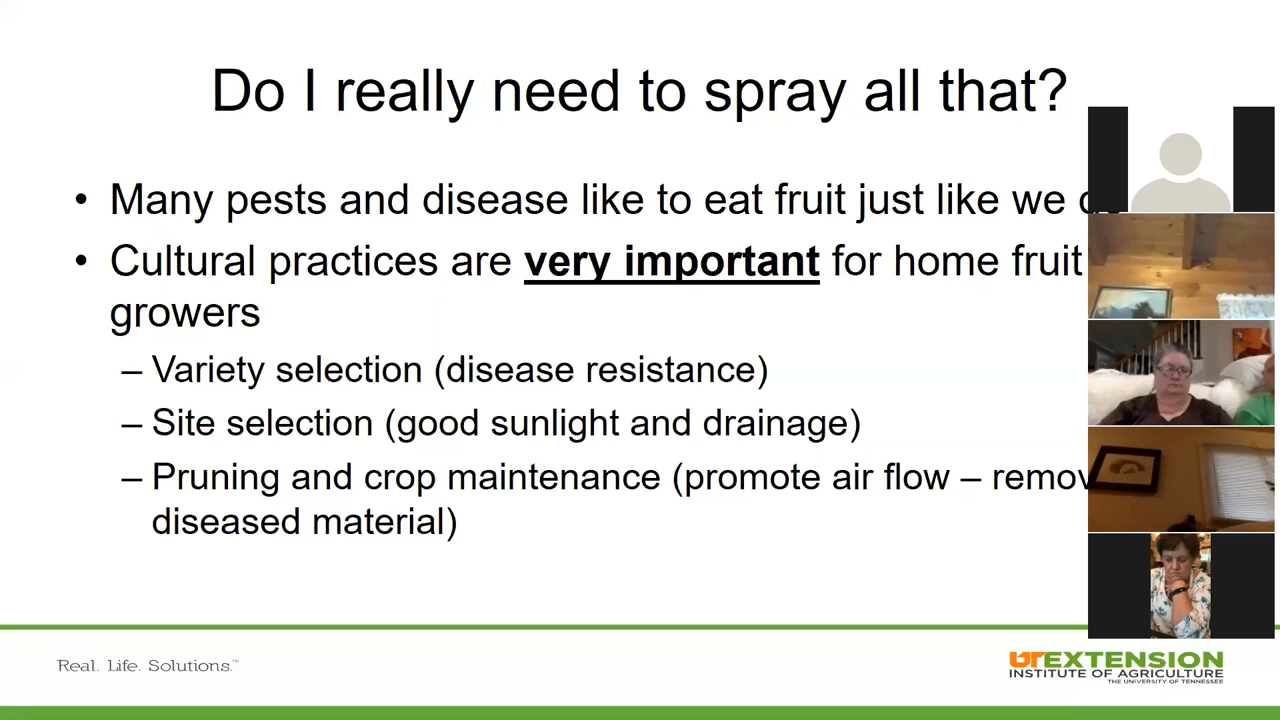 Do I really need to spray all that?
• Many pests and disease like to eat fruit just like we
• Cultural practices are very important for home fruit
growers
– Variety selection (disease resistance)
– Site selection (good sunlight and drainage)
– Pruning and crop maintenance (promote air flow –
diseased material)
Real. Life. Solutions.™
UT EXTENSION
INSTITUTE OF AGRICULTURE
THE UNIVERSITY OF TENNESSEE